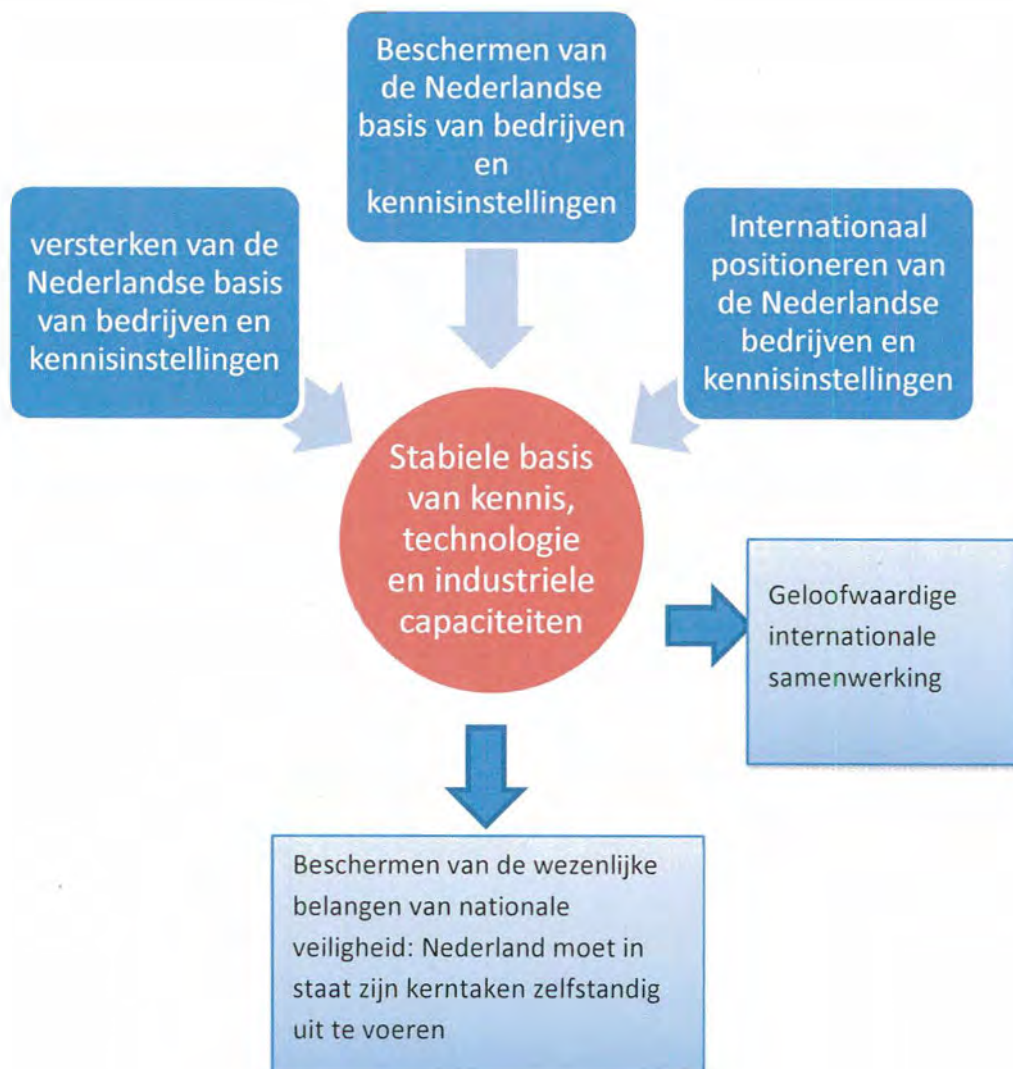 Beschermen van
de Nederlandse
basis van bedrijven
en
kennisinstellingen
versterken van de
Nederlandse basis
van bedrijven en
kennisinstellingen
Internationaal
positioneren van
de Nederlandse
bedrijven en
kennisinstellingen
Stabiele basis
van kennis,
technologie
en industriele
capaciteiten
Geloofwaardige
internationale
samenwerking
Beschermen van de wezenlijke
belangen van nationale
veiligheid: Nederland moet in
staat zijn kerntaken zelfstandig
uit te voeren